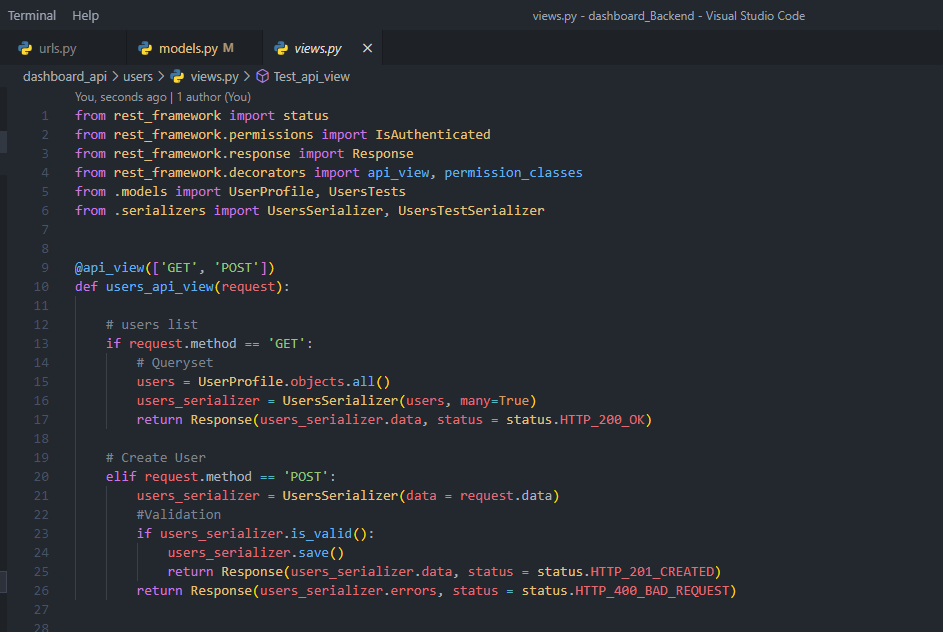 Terminal Help views.py - dashboard_Backend - Visual Studio Code
urls.py models.py M views.py ×
dashboard_api > users > views.py > Test_api_view
You, seconds ago | 1 author (You)
1 from rest_framework import status
2 from rest_framework.permissions import IsAuthenticated
3 from rest_framework.response import Response
4 from rest_framework.decorators import api_view, permission_classes
5 from .models import UserProfile, UsersTests
6 from .serializers import UsersSerializer, UsersTestSerializer
7
8
9 @api_view(['GET', 'POST'])
10 def users_api_view(request):
11
12     # users list
13     if request.method == 'GET':
14         # Queryset
15         users = UserProfile.objects.all()
16         users_serializer = UsersSerializer(users, many=True)
17         return Response(users_serializer.data, status = status.HTTP_200_OK)
18
19     # Create User
20     elif request.method == 'POST':
21         users_serializer = UsersSerializer(data = request.data)
22         #Validation
23         if users_serializer.is_valid():
24             users_serializer.save()
25             return Response(users_serializer.data, status = status.HTTP_201_CREATED)
26         return Response(users_serializer.errors, status = status.HTTP_400_BAD_REQUEST)
27
28